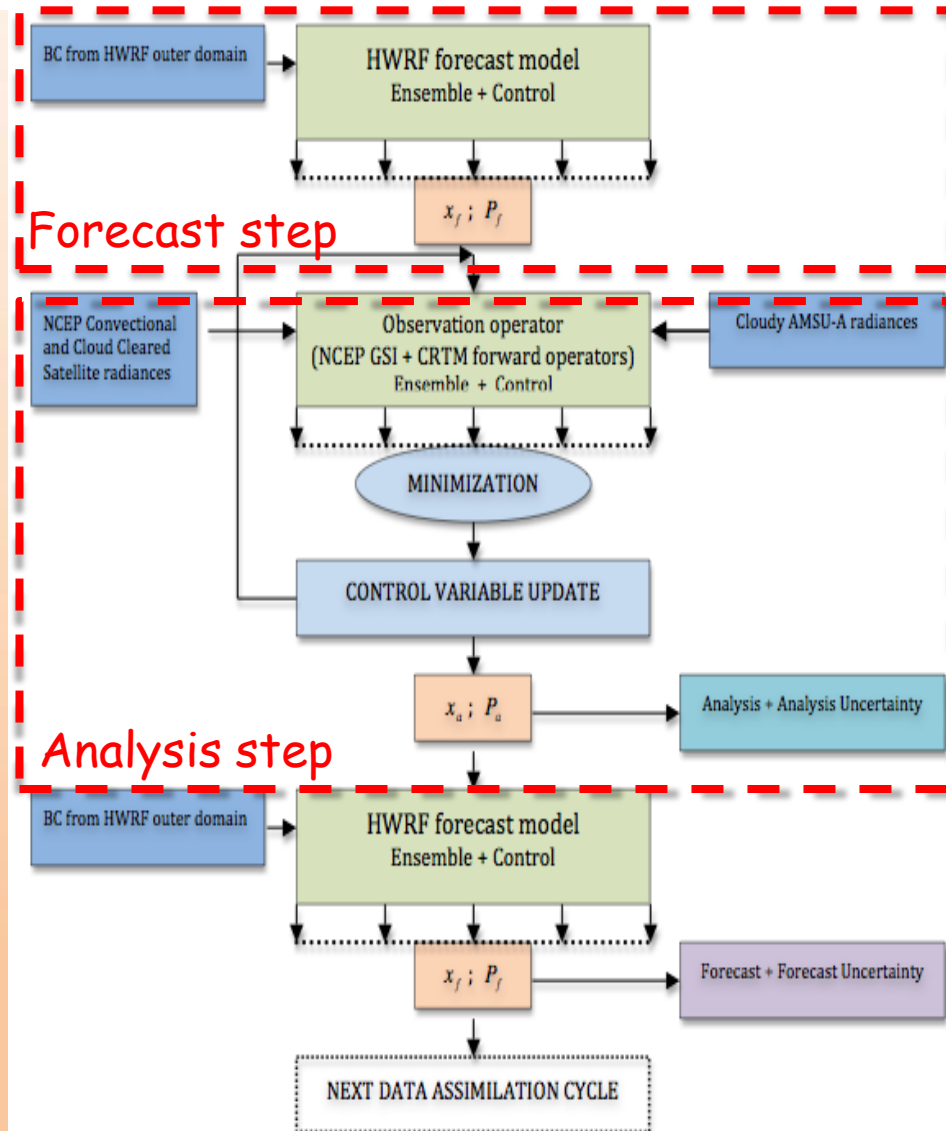 BC from HWRF outer domain
HWRF forecast model
Ensemble + Control
x_f ; P_f
Forecast step
NCEP Convectional
and Cloud Cleared
Satellite radiances
Observation operator
(NCEP GSI + CRTM forward operators)
Ensemble + Control
Cloudy AMSU-A radiances
MINIMIZATION
CONTROL VARIABLE UPDATE
x_a ; P_a
Analysis + Analysis Uncertainty
Analysis step
BC from HWRF outer domain
HWRF forecast model
Ensemble + Control
x_f ; P_f
Forecast + Forecast Uncertainty
NEXT DATA ASSIMILATION CYCLE